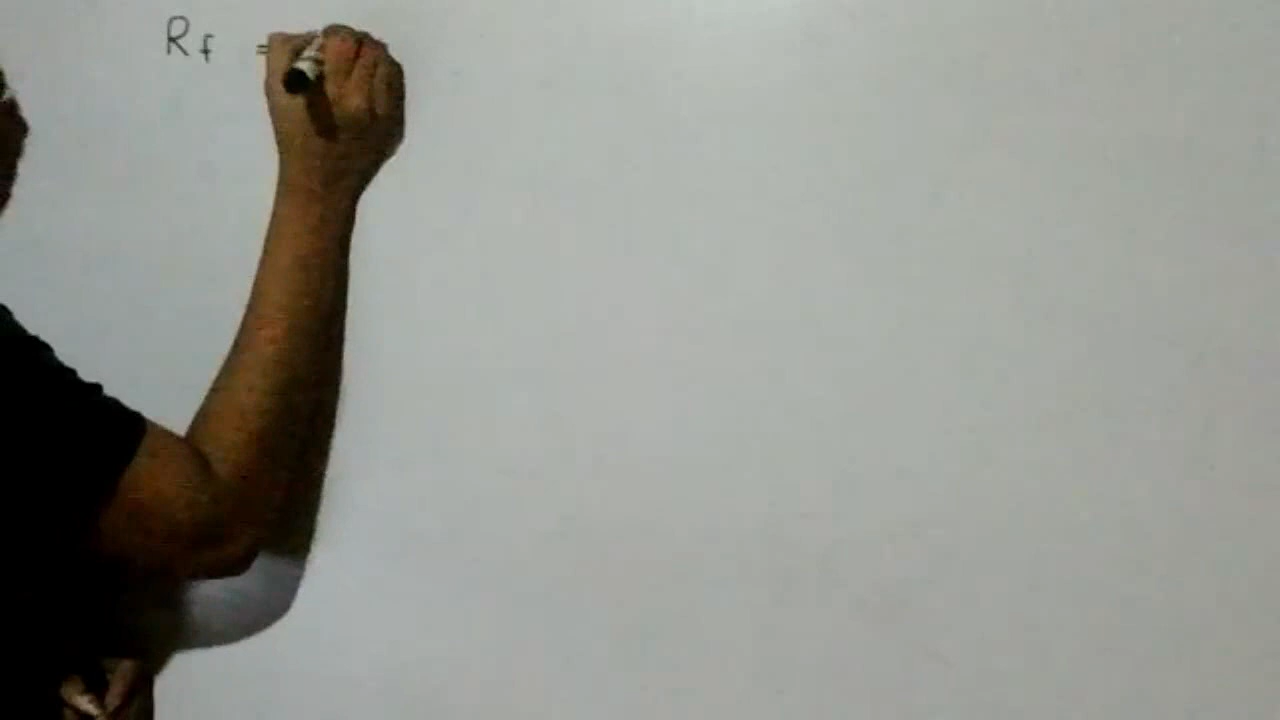 Rf =